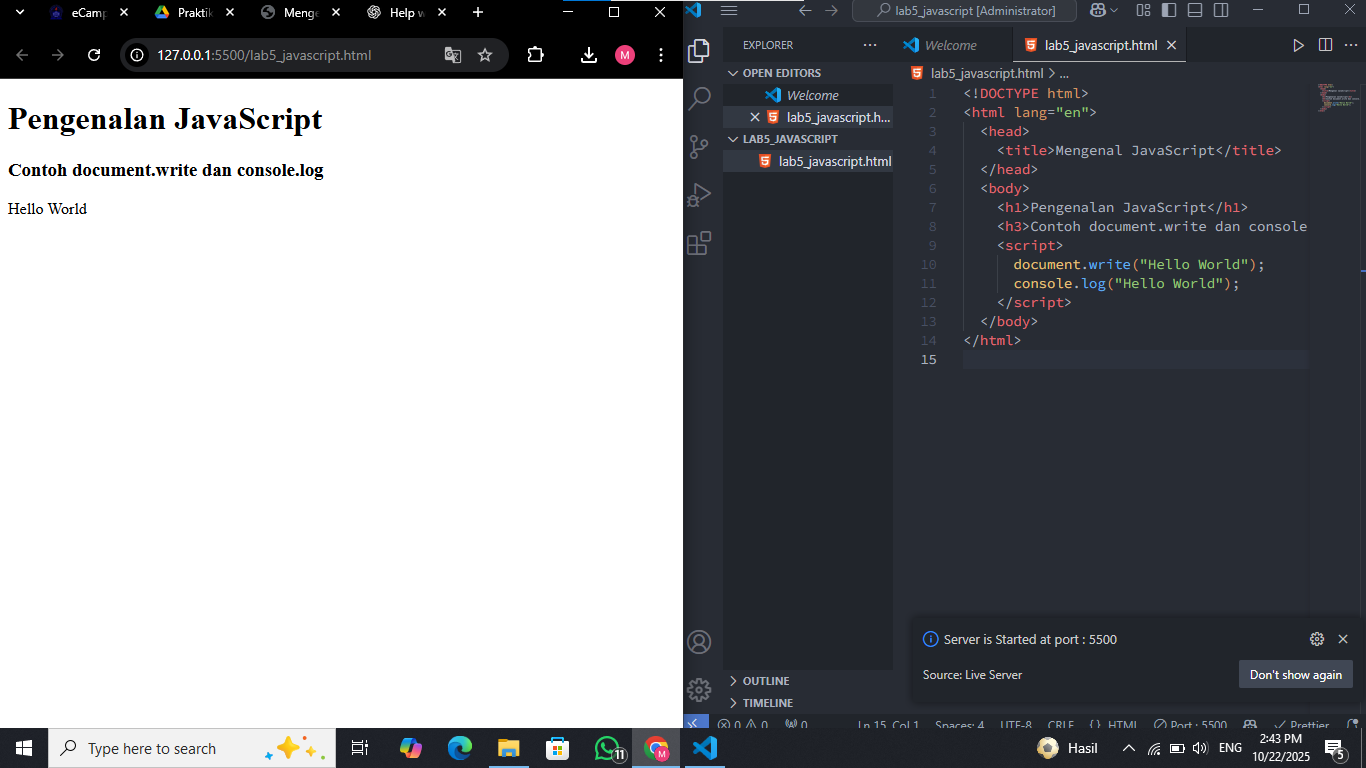 eCamp
Praktik
Menge
Help w
127.0.0.1:5500/lab5_javascript.html
M
Pengenalan JavaScript
Contoh document.write dan console.log
Hello World
lab5_javascript [Administrator]
EXPLORER
OPEN EDITORS
Welcome
lab5_javascript.h...
LAB5_JAVASCRIPT
lab5_javascript.html
OUTLINE
TIMELINE
Welcome
lab5_javascript.html
lab5_javascript.html > ...
1 <!DOCTYPE html>
2 <html lang="en">
3 <head>
4 <title>Mengenal JavaScript</title>
5 </head>
6 <body>
7 <h1>Pengenalan JavaScript</h1>
8 <h3>Contoh document.write dan console
9 <script>
10 document.write("Hello World");
11 console.log("Hello World");
12 </script>
13 </body>
14 </html>
15
Server is Started at port : 5500
Source: Live Server
Don't show again
0 0 0 Ln 15, Col 1 Spaces: 4 UTF-8 CRLF {} HTML Port : 5500 Prettier
Type here to search
11
M
Hasil
ENG
2:43 PM
10/22/2025
5